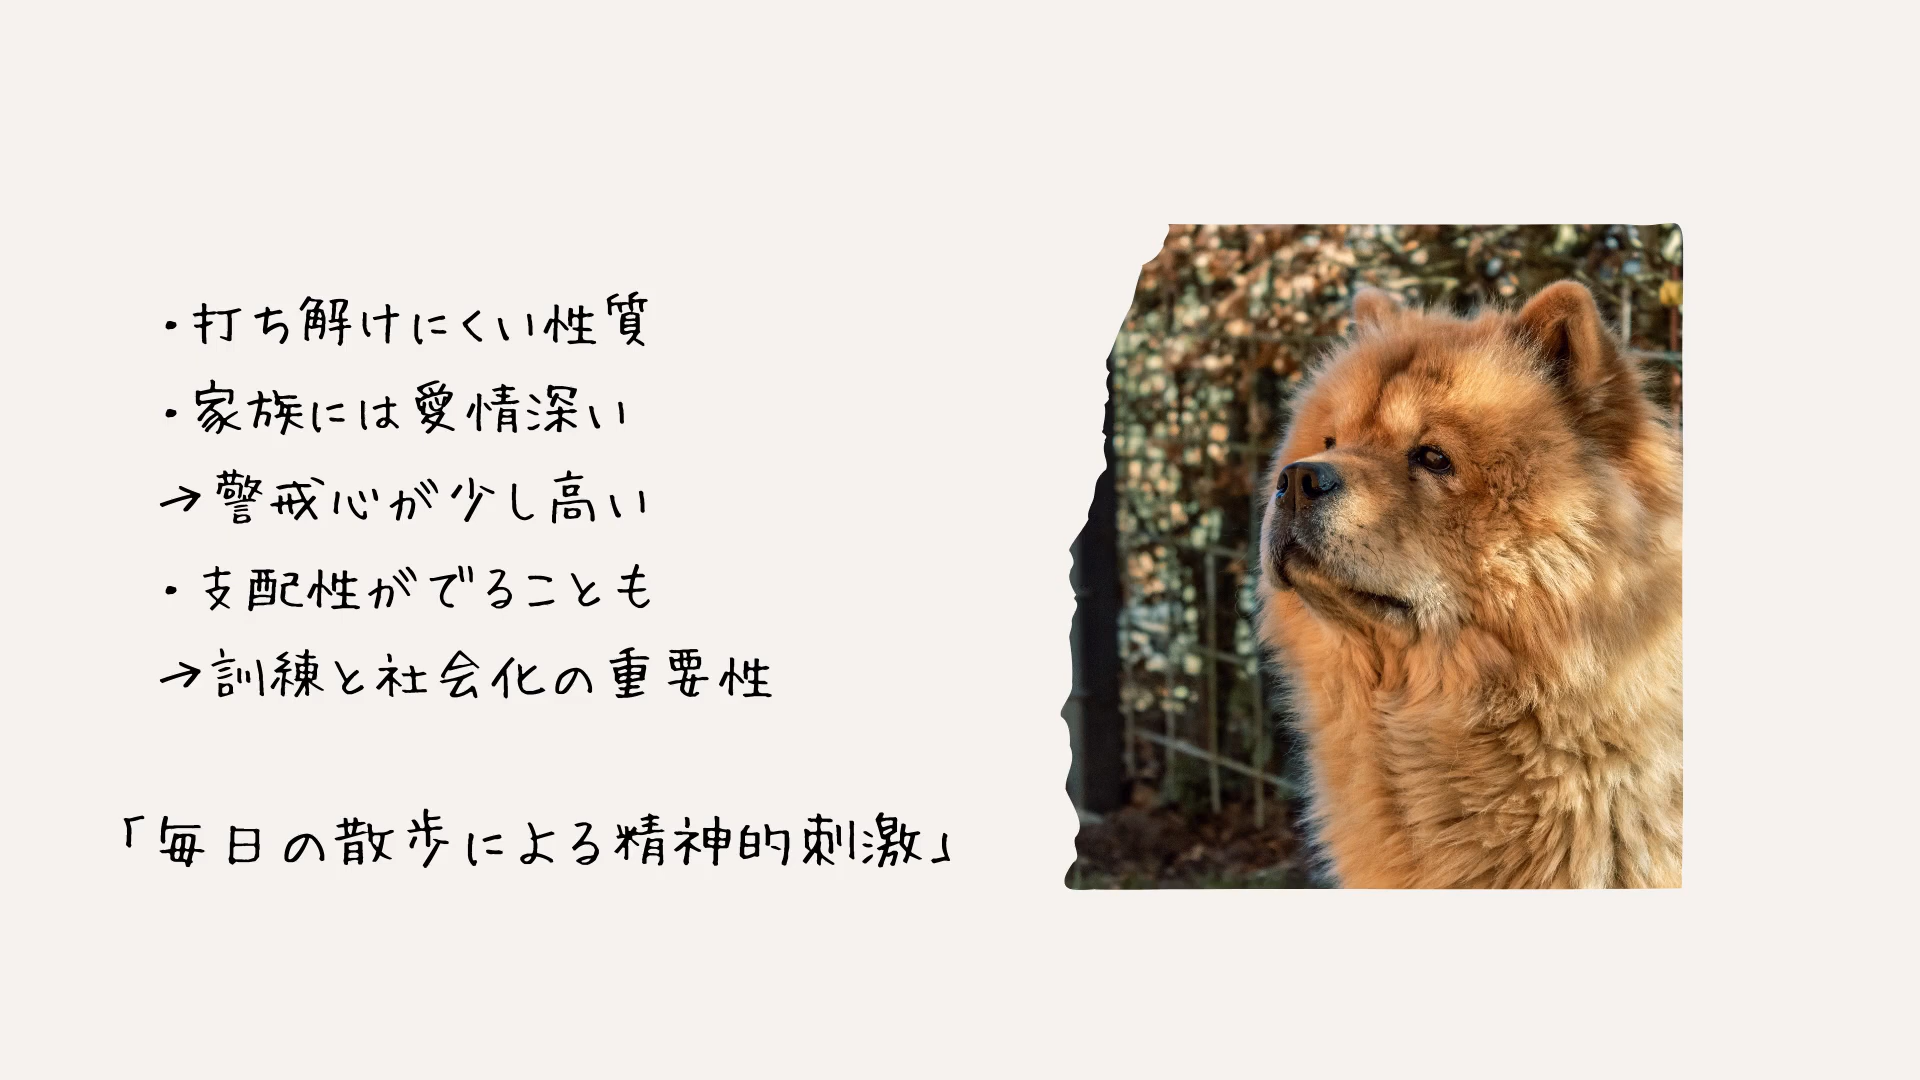 ・打ち解けにくい性質
・家族には愛情深い
→警戒心が少し高い
・支配性がでることも
→訓練と社会化の重要性
「毎日の散歩による精神的刺激」